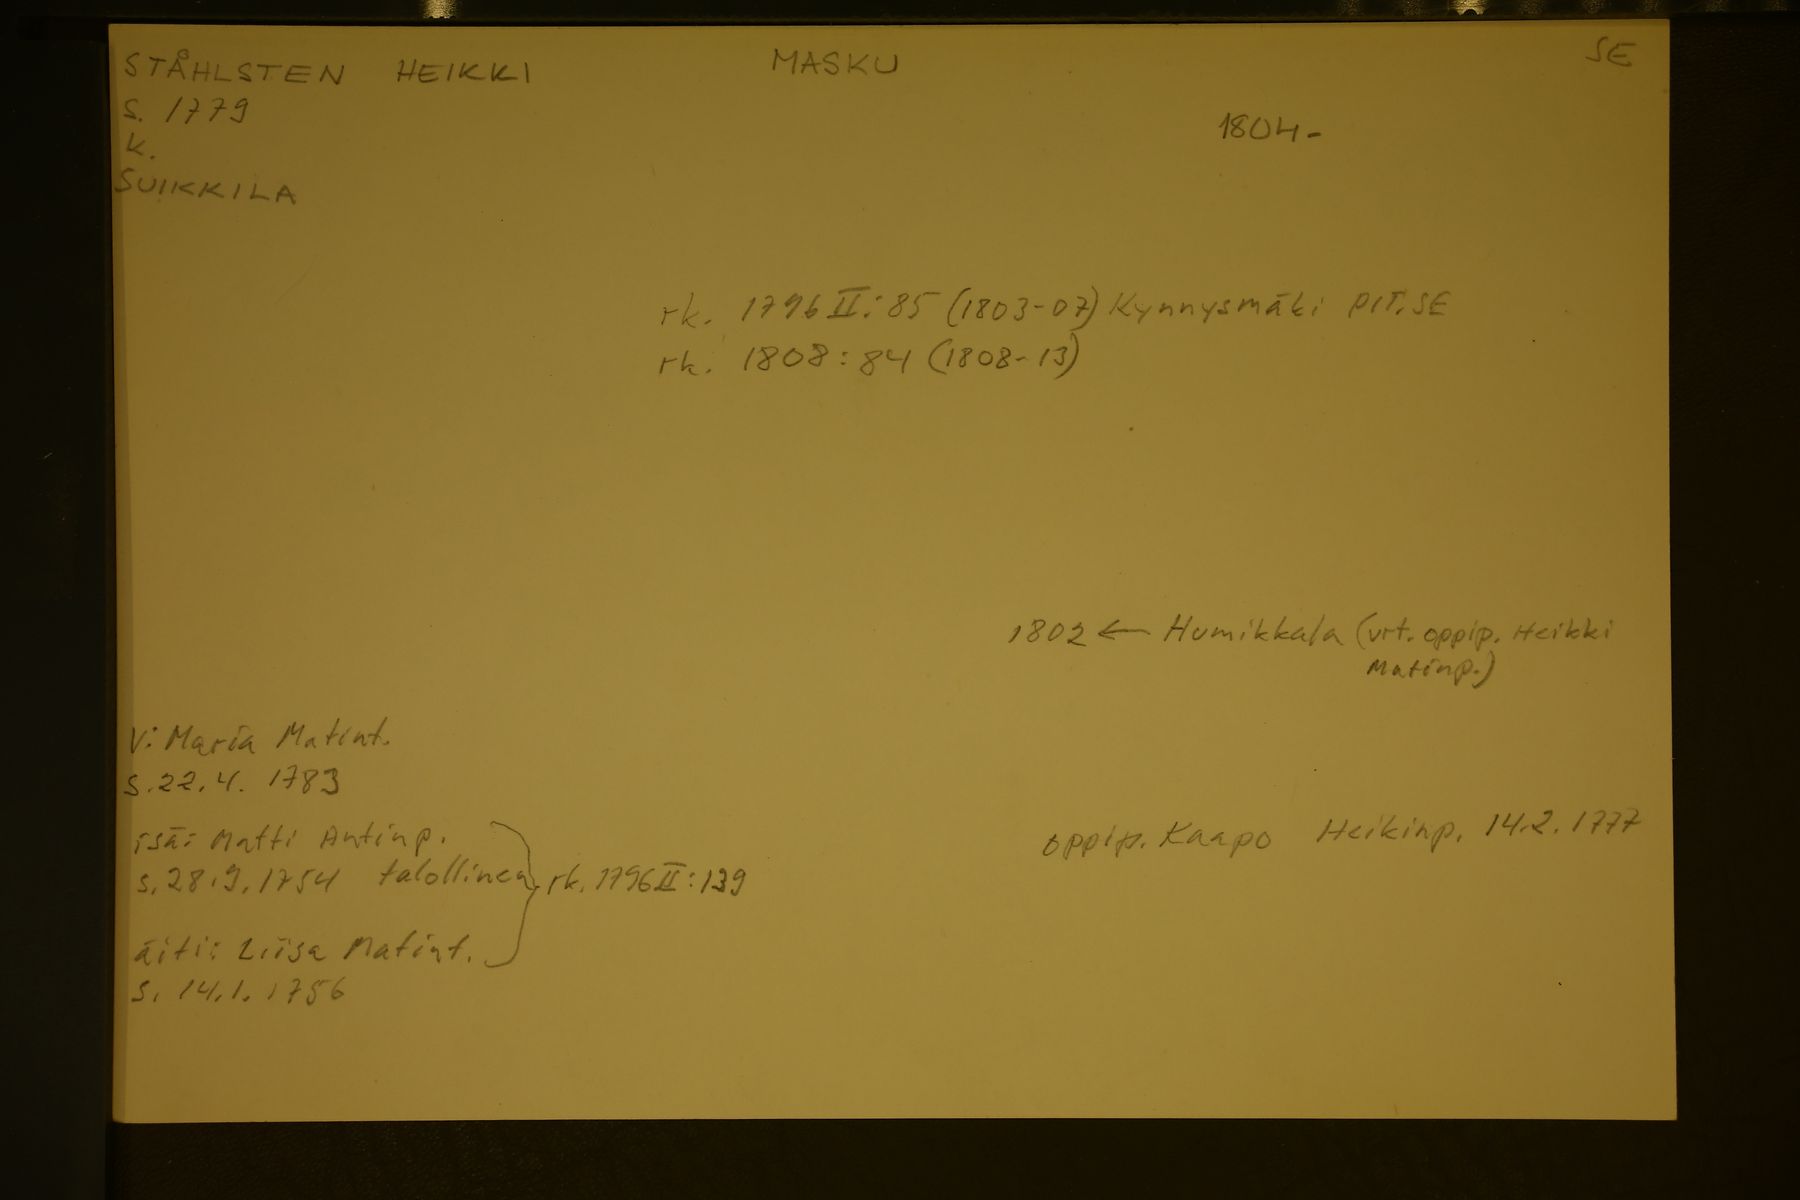 STÅHLSTEN HEIKKI MASKU SE
s. 1779
1804-
k.
SUIKKILA
rk. 1796 II: 85 (1803-07) Kynnysmäki PIT. SE
rk. 1808: 84 (1808-13)
1802 ← Humikkala (vrt. oppip. Heikki
Matinp.)
V: Maria Matint.
s. 22.4. 1783
isä: Matti Antinp.
oppip. Kaapo Heikinp. 14.2. 1777
s. 28.9. 1754 talollinen rk. 1796 II: 139
äiti: Liisa Matint.
s. 14.1. 1756